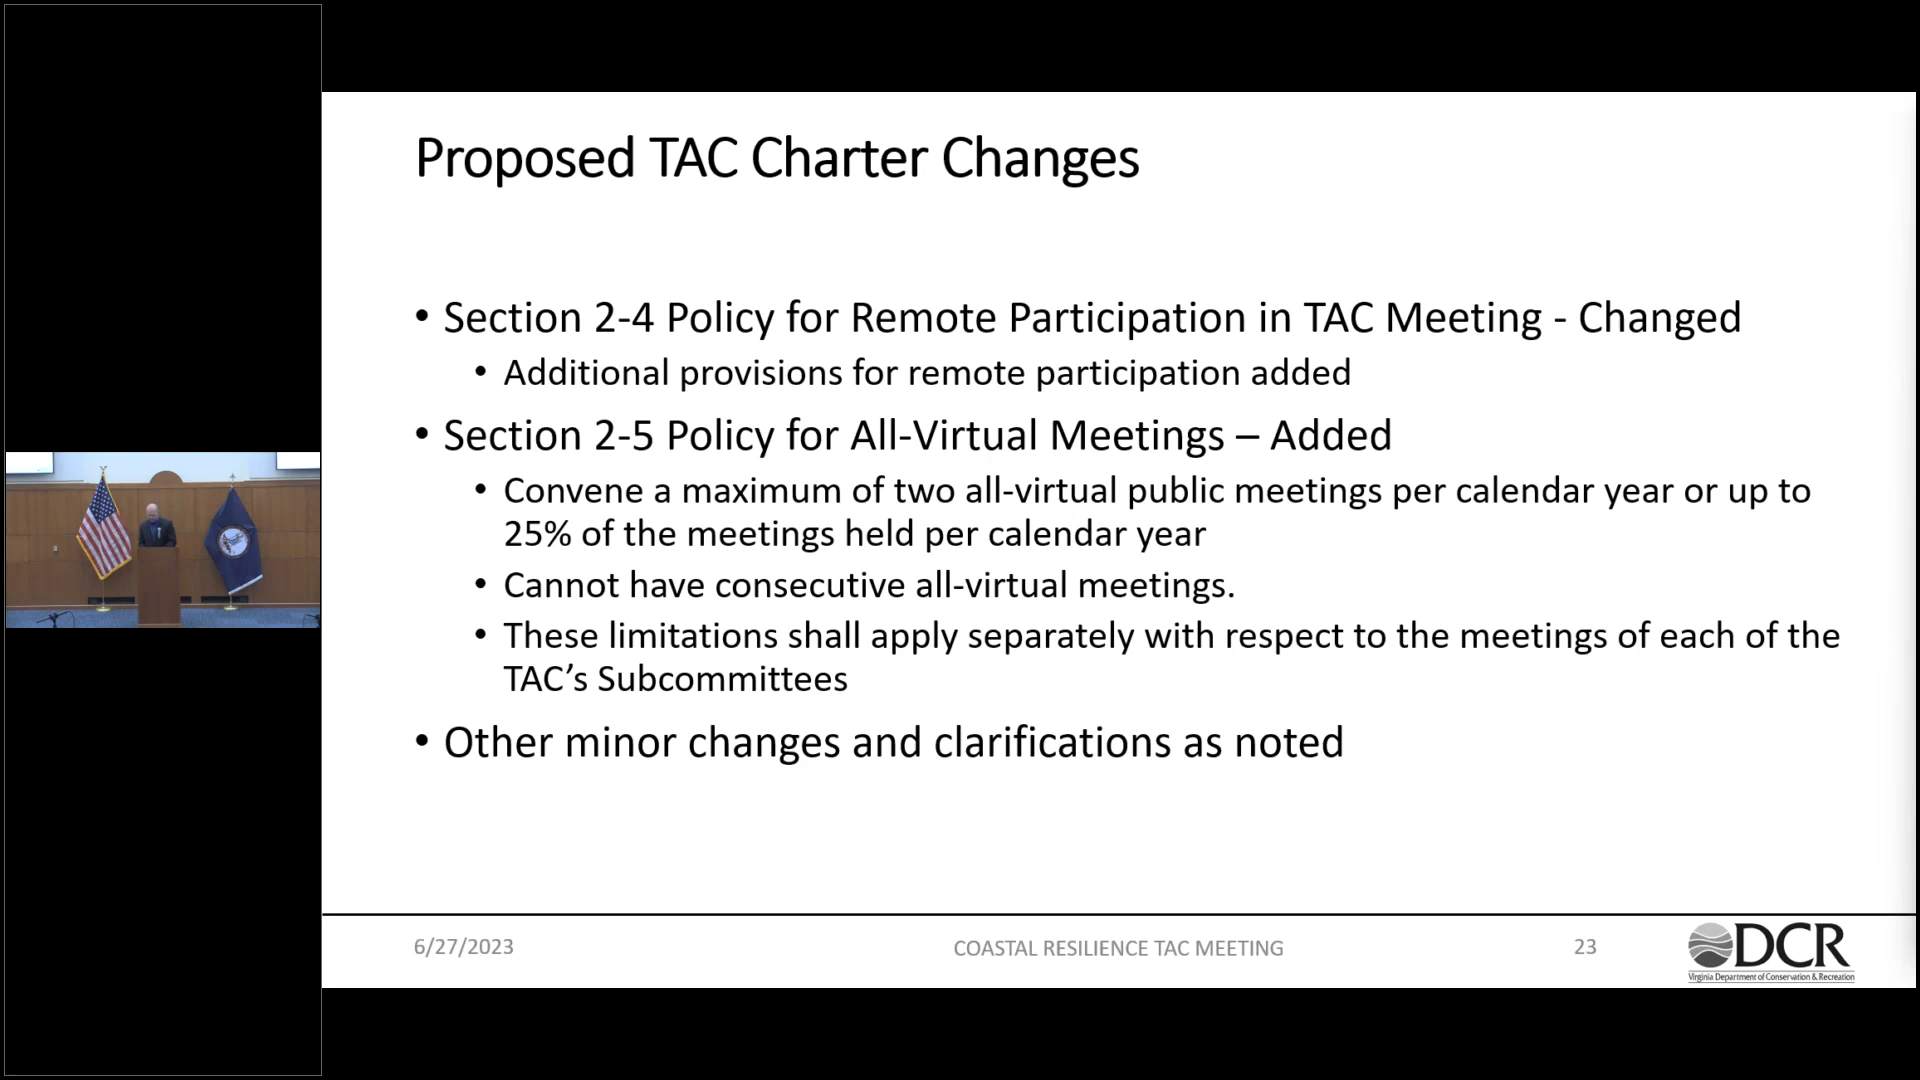 Proposed TAC Charter Changes
• Section 2-4 Policy for Remote Participation in TAC Meeting - Changed
• Additional provisions for remote participation added
• Section 2-5 Policy for All-Virtual Meetings – Added
• Convene a maximum of two all-virtual public meetings per calendar year or up to
25% of the meetings held per calendar year
• Cannot have consecutive all-virtual meetings.
• These limitations shall apply separately with respect to the meetings of each of the
TAC’s Subcommittees
• Other minor changes and clarifications as noted
6/27/2023
COASTAL RESILIENCE TAC MEETING
23
DCR
Virginia Department of Conservation & Recreation